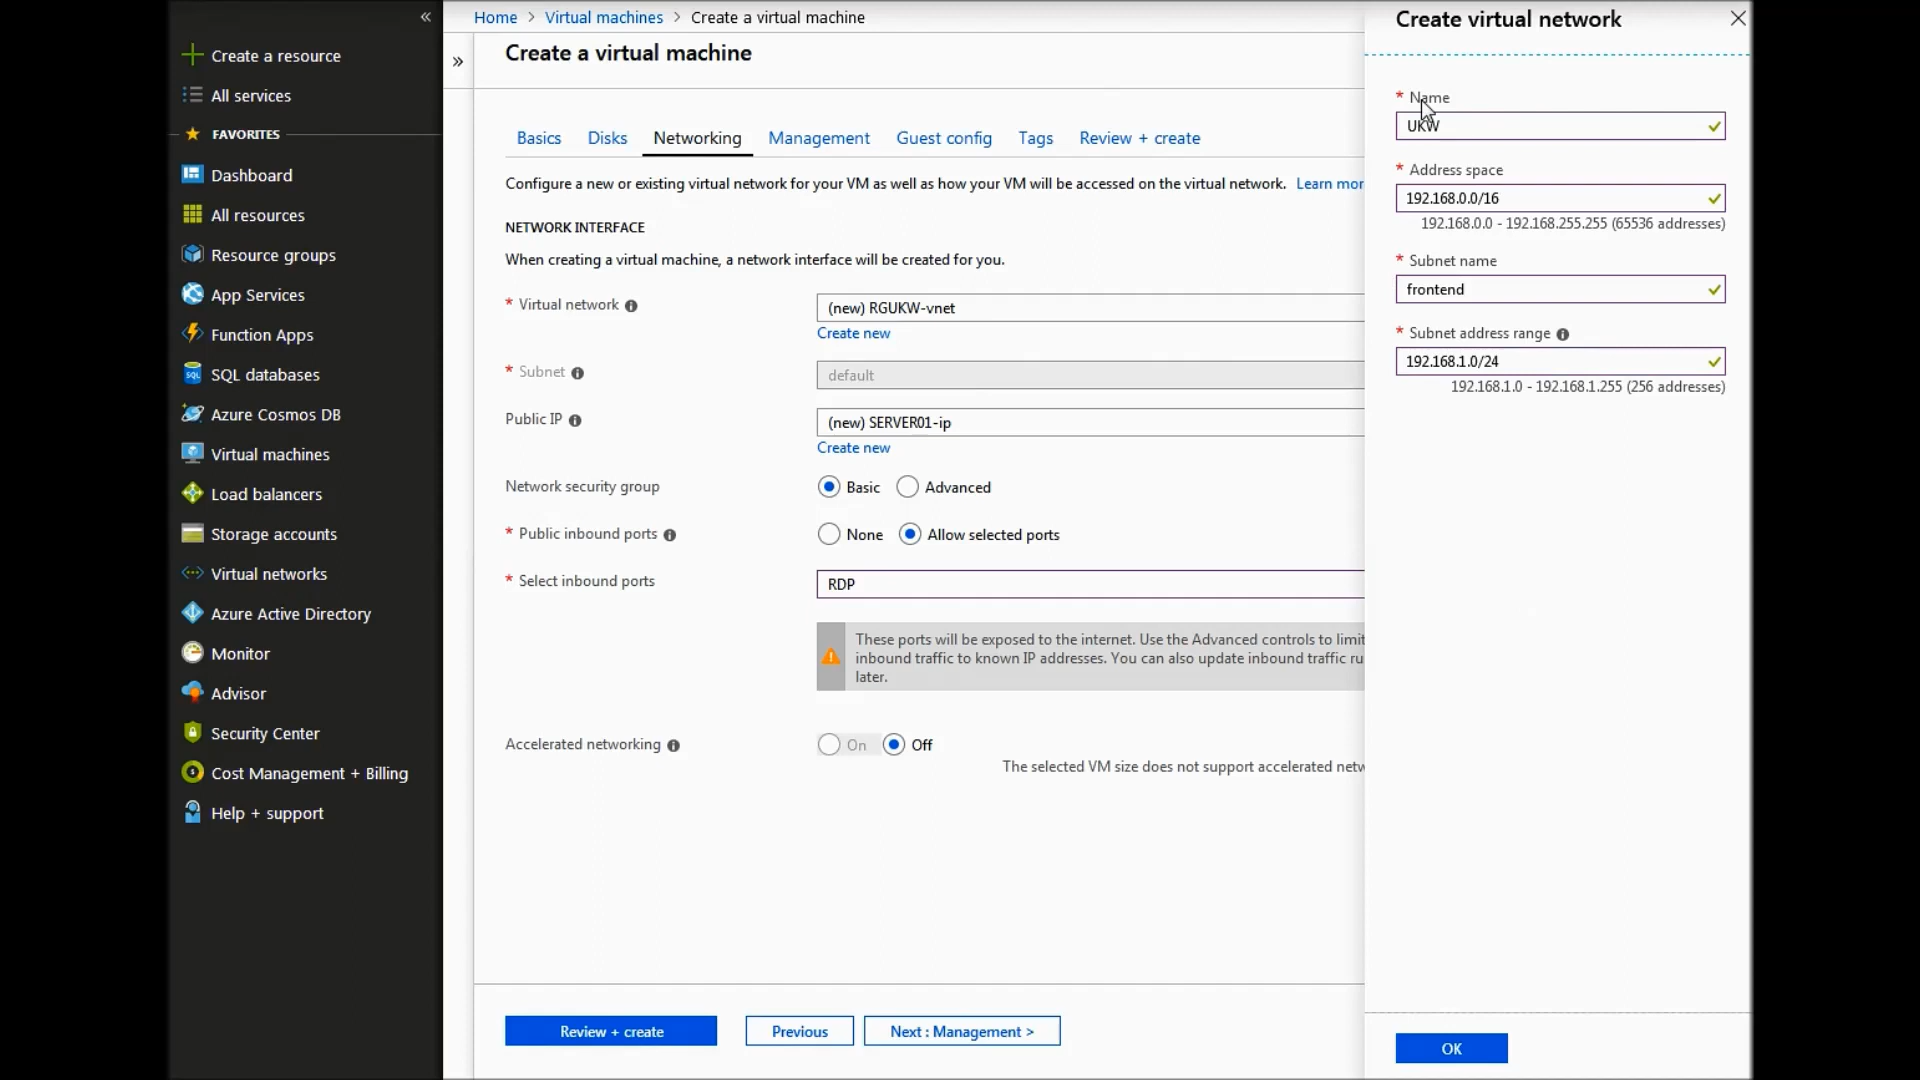 Create a resource
All services
FAVORITES
Dashboard
All resources
Resource groups
App Services
Function Apps
SQL databases
Azure Cosmos DB
Virtual machines
Load balancers
Storage accounts
Virtual networks
Azure Active Directory
Monitor
Advisor
Security Center
Cost Management + Billing
Help + support
Home > Virtual machines > Create a virtual machine
Create a virtual machine
Basics Disks Networking Management Guest config Tags Review + create
Configure a new or existing virtual network for your VM as well as how your VM will be accessed on the virtual network. Learn mor
NETWORK INTERFACE
When creating a virtual machine, a network interface will be created for you.
* Virtual network
(new) RGUKW-vnet
Create new
* Subnet
default
Public IP
(new) SERVER01-ip
Create new
Network security group
Basic Advanced
* Public inbound ports
None Allow selected ports
* Select inbound ports
RDP
These ports will be exposed to the internet. Use the Advanced controls to limit
inbound traffic to known IP addresses. You can also update inbound traffic ru
later.
Accelerated networking
On Off
The selected VM size does not support accelerated netw
Review + create
Previous
Next : Management >
Create virtual network
* Name
UKW
* Address space
192.168.0.0/16
192.168.0.0 - 192.168.255.255 (65536 addresses)
* Subnet name
frontend
* Subnet address range
192.168.1.0/24
192.168.1.0 - 192.168.1.255 (256 addresses)
OK